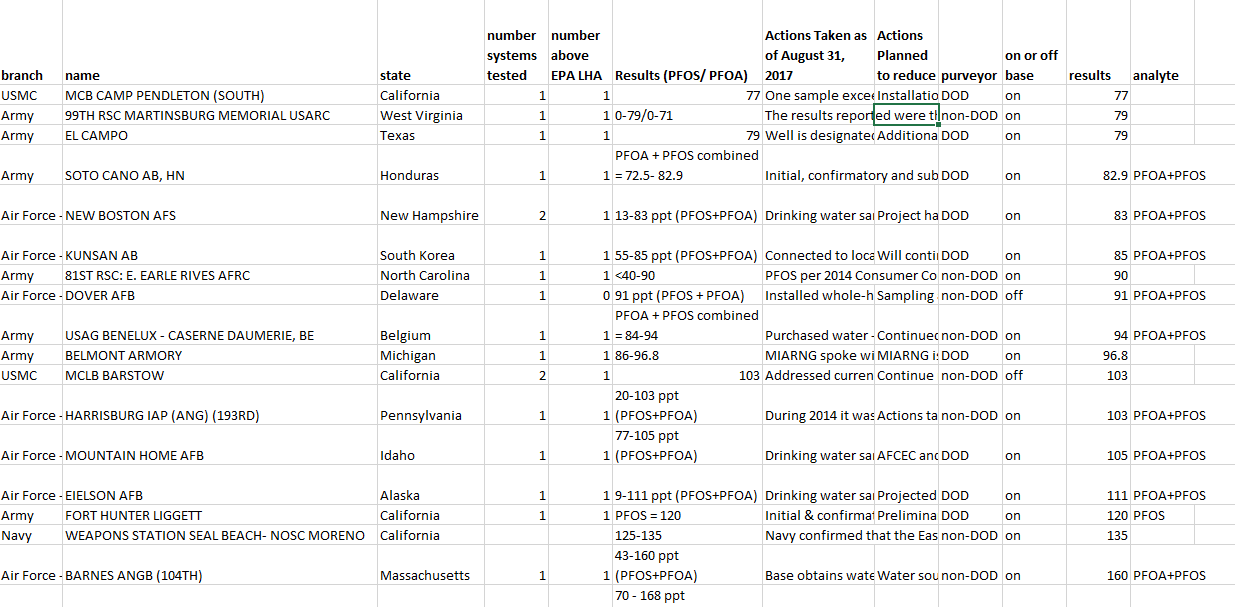 number number Actions Taken as Actions
systems above as of August 31, Planned on or off
branch name state tested EPA LHA Results (PFOS/ PFOA) 2017 to reduce purveyor base results analyte
USMC MCB CAMP PENDLETON (SOUTH) California 1 1 77 One sample excee Installatio DOD on 77
Army 99TH RSC MARTINSBURG MEMORIAL USARC West Virginia 1 1 0-79/0-71 The results reported were th non-DOD on 79
Army EL CAMPO Texas 1 1 79 Well is designated Additiona DOD on 79
PFOA + PFOS combined
Army SOTO CANO AB, HN Honduras 1 1 = 72.5- 82.9 Initial, confirmatory and sub DOD on 82.9 PFOA+PFOS
Air Force - NEW BOSTON AFS New Hampshire 2 1 13-83 ppt (PFOS+PFOA) Drinking water sa Project ha DOD on 83 PFOA+PFOS
Air Force - KUNSAN AB South Korea 1 1 55-85 ppt (PFOS+PFOA) Connected to loca Will conti DOD on 85 PFOA+PFOS
Army 81ST RSC: E. EARLE RIVES AFRC North Carolina 1 1 <40-90 PFOS per 2014 Consumer Co non-DOD on 90
Air Force - DOVER AFB Delaware 1 0 91 ppt (PFOS + PFOA) Installed whole-h Sampling non-DOD off 91 PFOA+PFOS
PFOA + PFOS combined
Army USAG BENELUX - CASERNE DAUMERIE, BE Belgium 1 1 = 84-94 Purchased water - Continued non-DOD on 94 PFOA+PFOS
Army BELMONT ARMORY Michigan 1 1 86-96.8 MIARNG spoke wi MIARNG is DOD on 96.8
USMC MCLB BARSTOW California 2 1 103 Addressed curren Continue non-DOD off 103
20-103 ppt
Air Force - HARRISBURG IAP (ANG) (193RD) Pennsylvania 1 1 (PFOS+PFOA) During 2014 it was Actions ta non-DOD on 103 PFOA+PFOS
77-105 ppt
Air Force - MOUNTAIN HOME AFB Idaho 1 1 (PFOS+PFOA) Drinking water sa AFCEC and DOD on 105 PFOA+PFOS
Air Force - EIELSON AFB Alaska 1 1 9-111 ppt (PFOS+PFOA) Drinking water sa Projected DOD on 111 PFOA+PFOS
Army FORT HUNTER LIGGETT California 1 1 PFOS = 120 Initial & confirma Prelimina DOD on 120 PFOS
Navy WEAPONS STATION SEAL BEACH- NOSC MORENO California 125-135 Navy confirmed that the Eas non-DOD on 135
43-160 ppt
Air Force - BARNES ANGB (104TH) Massachusetts 1 1 (PFOS+PFOA) Base obtains wate Water sou non-DOD on 160 PFOA+PFOS
70 - 168 ppt